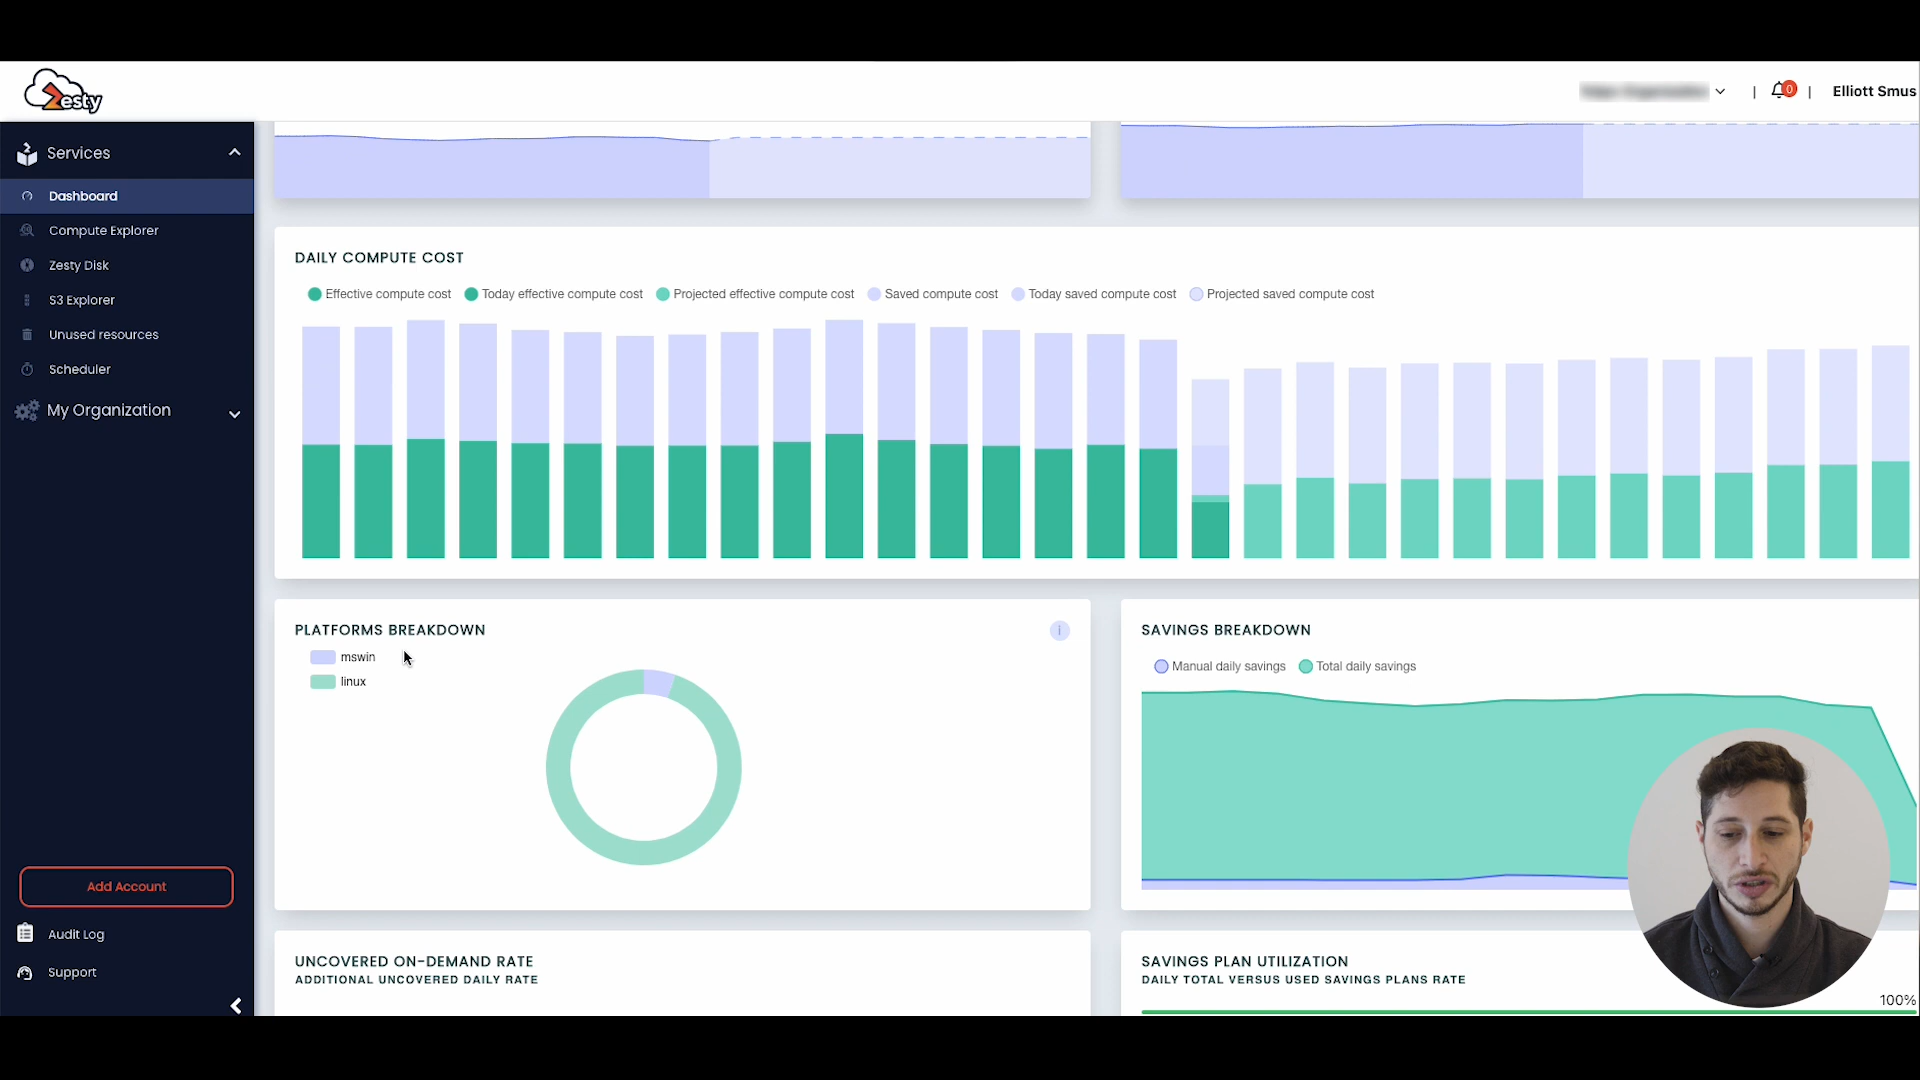 Zesty
0
Elliott Smus
Services
Dashboard
Compute Explorer
Zesty Disk
S3 Explorer
Unused resources
Scheduler
My Organization
Add Account
Audit Log
Support
DAILY COMPUTE COST
Effective compute cost Today effective compute cost Projected effective compute cost Saved compute cost Today saved compute cost Projected saved compute cost
PLATFORMS BREAKDOWN
i
mswin
linux
SAVINGS BREAKDOWN
Manual daily savings Total daily savings
UNCOVERED ON-DEMAND RATE
ADDITIONAL UNCOVERED DAILY RATE
SAVINGS PLAN UTILIZATION
DAILY TOTAL VERSUS USED SAVINGS PLANS RATE
100%